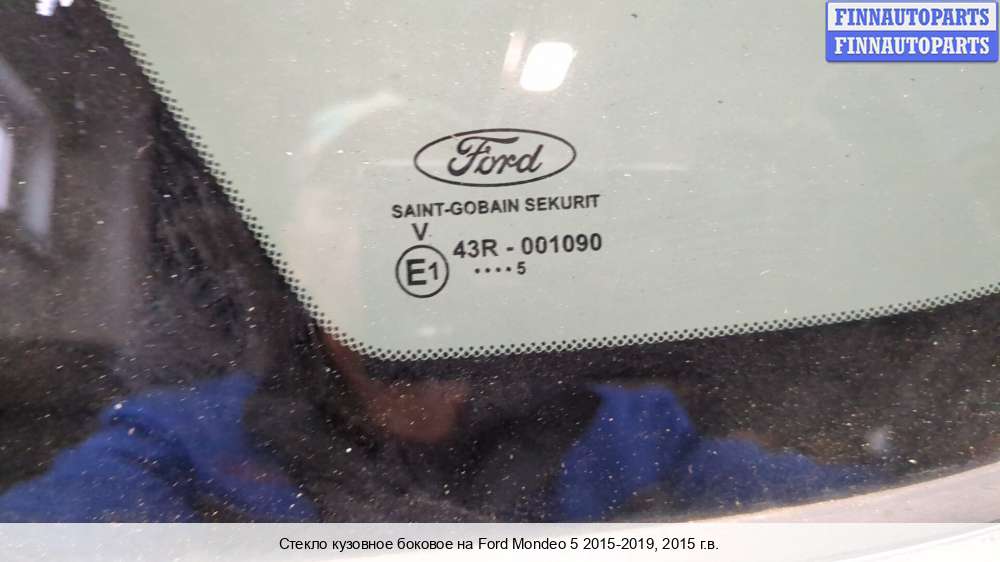 FINNAUTOPARTS
FINNAUTOPARTS
Ford
SAINT-GOBAIN SEKURIT
V
E1 43R - 001090
···· 5
Стекло кузовное боковое на Ford Mondeo 5 2015-2019, 2015 г.в.